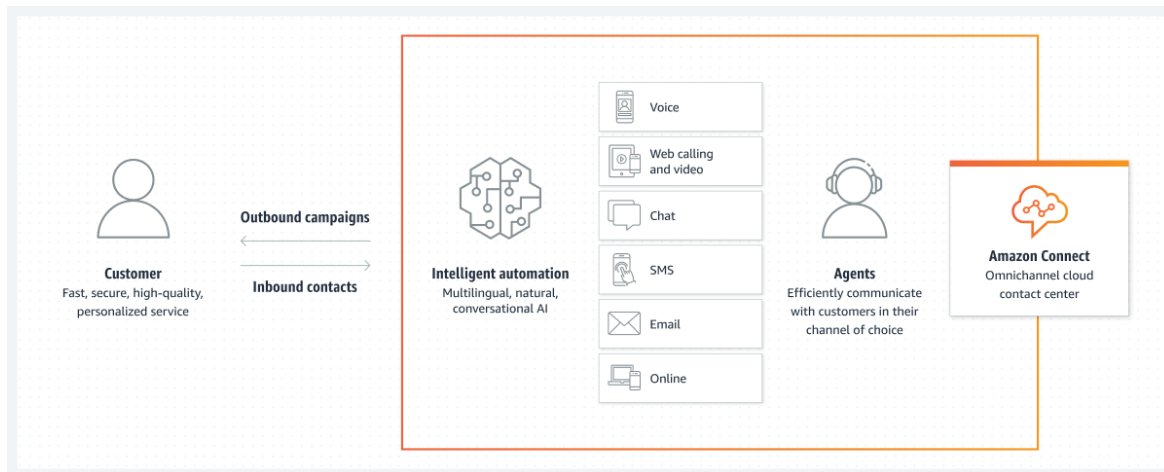 Customer
Fast, secure, high-quality,
personalized service
Outbound campaigns
Inbound contacts
Intelligent automation
Multilingual, natural,
conversational AI
Voice
Web calling
and video
Chat
SMS
Email
Online
Agents
Efficiently communicate
with customers in their
channel of choice
Amazon Connect
Omnichannel cloud
contact center